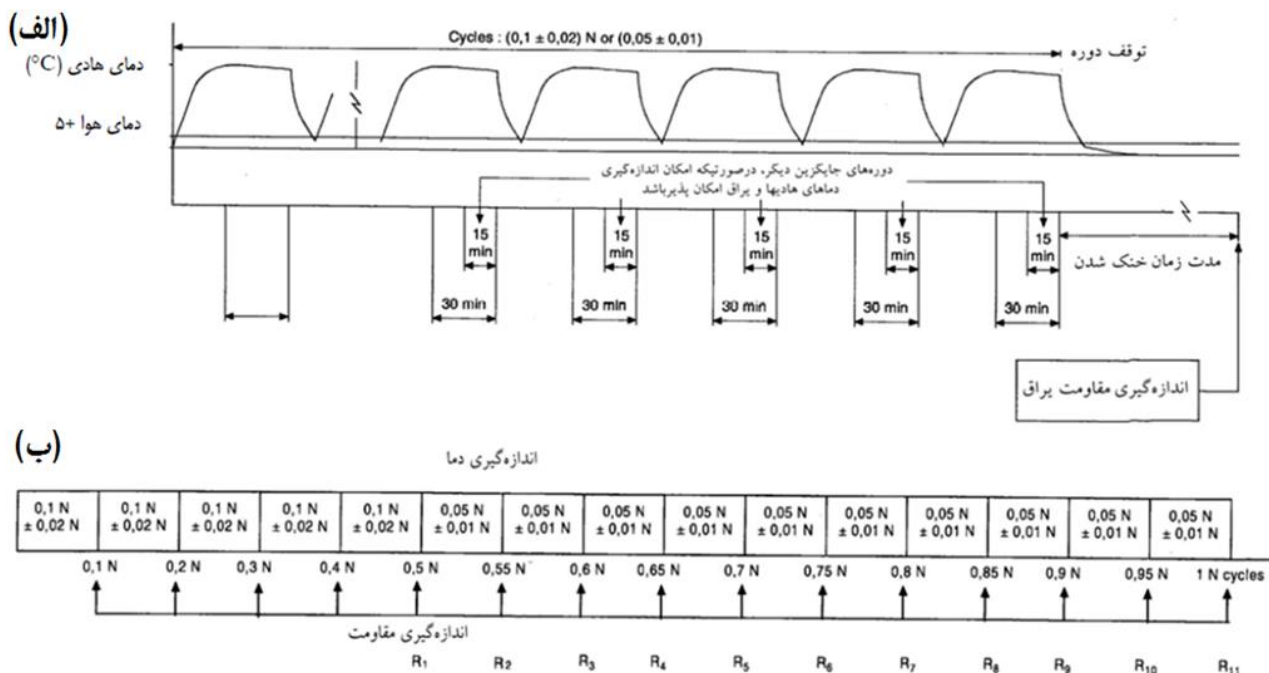 (الف)
Cycles : (0,1 ± 0,02) N or (0,05 ± 0,01)
توقف دوره
دمای هادی (°C)
دمای هوا +۵
دوره‌های جایگزین دیگر، درصورتیکه امکان اندازه‌گیری
دماهای هادیها و یراق امکان پذیرباشد
15 min
15 min
15 min
15 min
15 min
مدت زمان خنک شدن
30 min
30 min
30 min
30 min
30 min
اندازه‌گیری مقاومت یراق
(ب)
اندازه‌گیری دما
0,1 N 0,1 N 0,1 N 0,1 N 0,1 N 0,05 N 0,05 N 0,05 N 0,05 N 0,05 N 0,05 N 0,05 N 0,05 N 0,05 N 0,05 N
± 0,02 N ± 0,02 N ± 0,02 N ± 0,02 N ± 0,02 N ± 0,01 N ± 0,01 N ± 0,01 N ± 0,01 N ± 0,01 N ± 0,01 N ± 0,01 N ± 0,01 N ± 0,01 N ± 0,01 N
0,1 N 0,2 N 0,3 N 0,4 N 0,5 N 0,55 N 0,6 N 0,65 N 0,7 N 0,75 N 0,8 N 0,85 N 0,9 N 0,95 N 1 N cycles
اندازه‌گیری مقاومت
R1 R2 R3 R4 R5 R6 R7 R8 R9 R10 R11